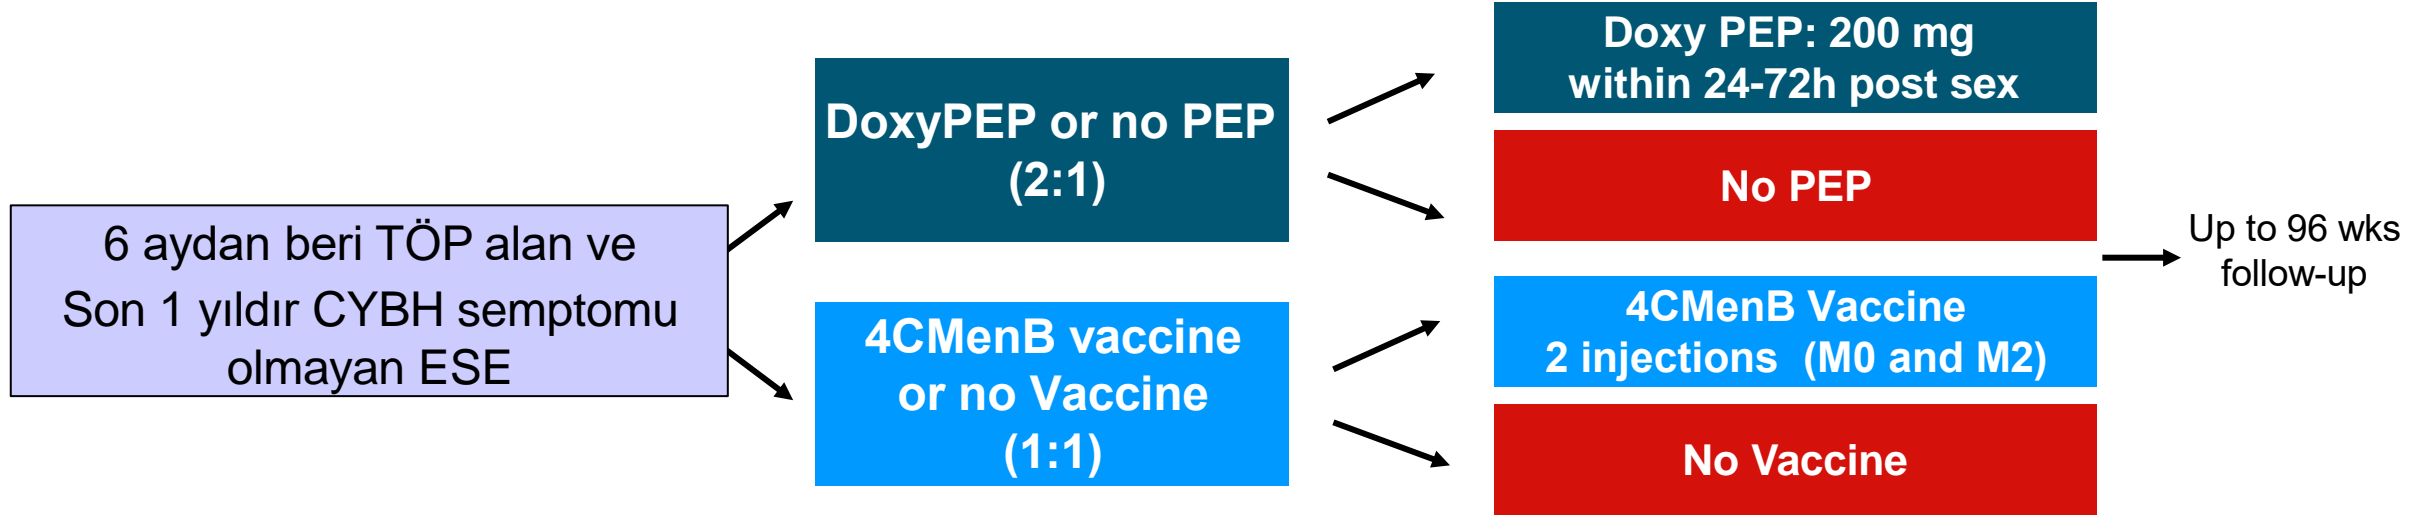 6 aydan beri TÖP alan ve
Son 1 yıldır CYBH semptomu
olmayan ESE
DoxyPEP or no PEP
(2:1)
4CMenB vaccine
or no Vaccine
(1:1)
Doxy PEP: 200 mg
within 24-72h post sex
No PEP
4CMenB Vaccine
2 injections (M0 and M2)
No Vaccine
Up to 96 wks
follow-up